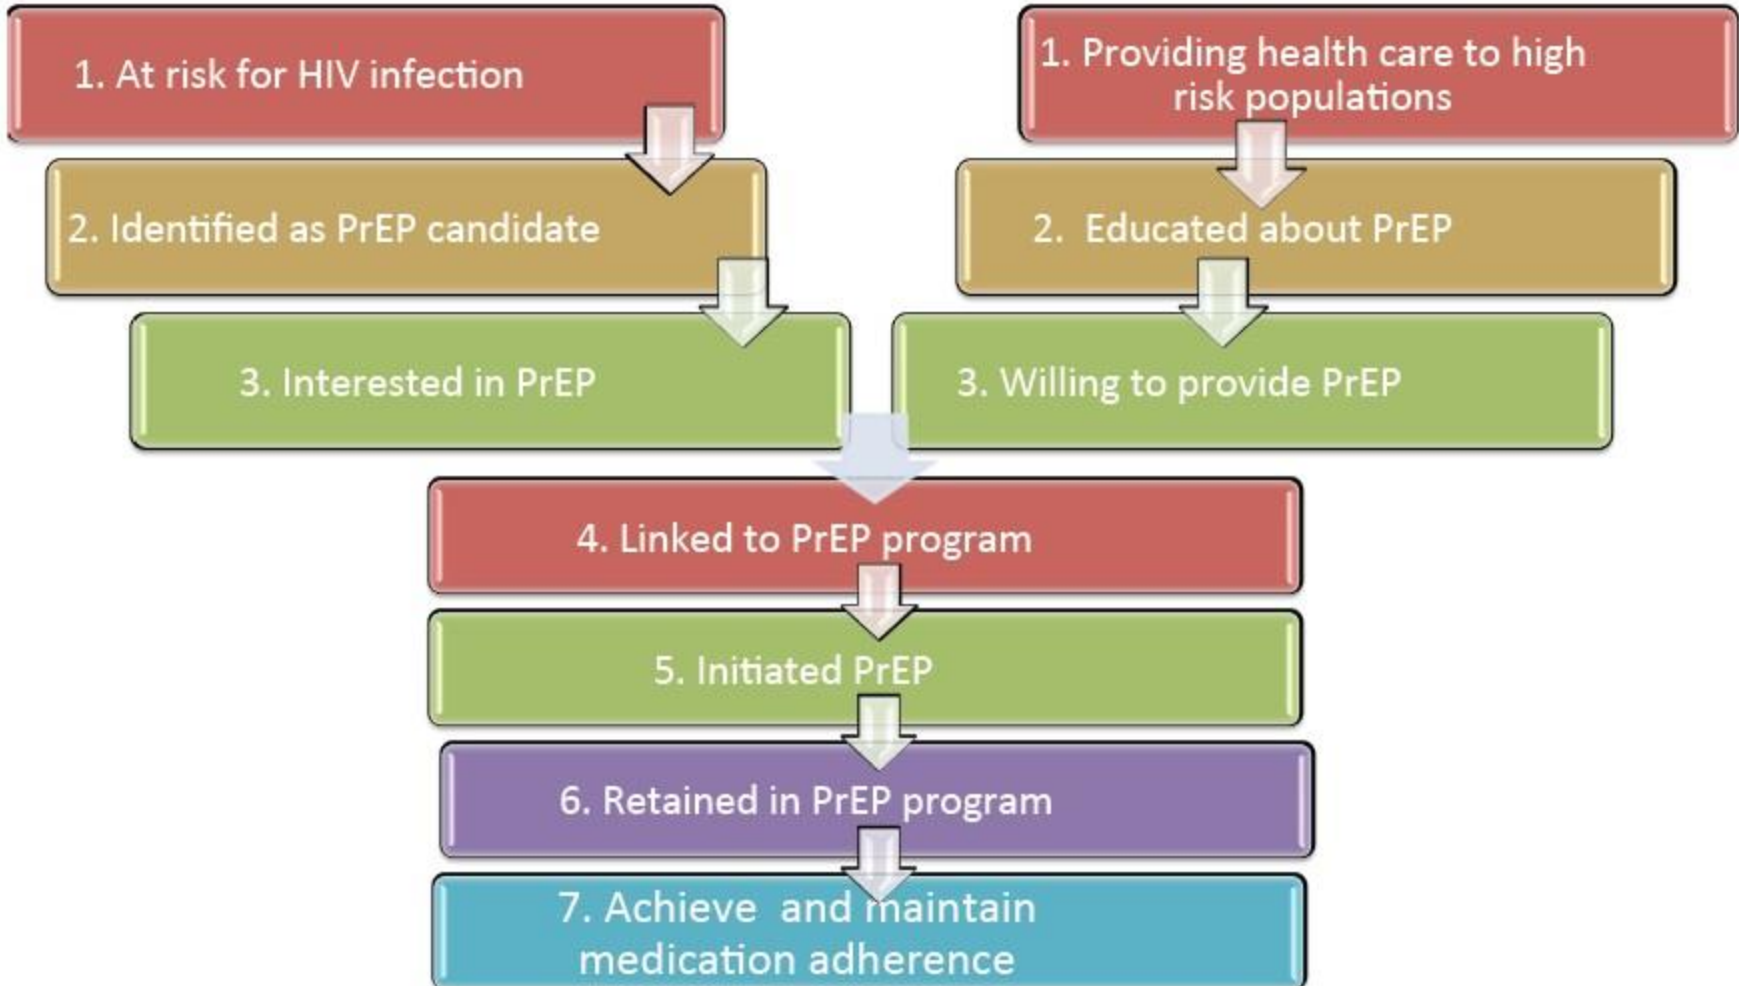 1. At risk for HIV infection
2. Identified as PrEP candidate
3. Interested in PrEP
1. Providing health care to high
risk populations
2. Educated about PrEP
3. Willing to provide PrEP
4. Linked to PrEP program
5. Initiated PrEP
6. Retained in PrEP program
7. Achieve and maintain
medication adherence